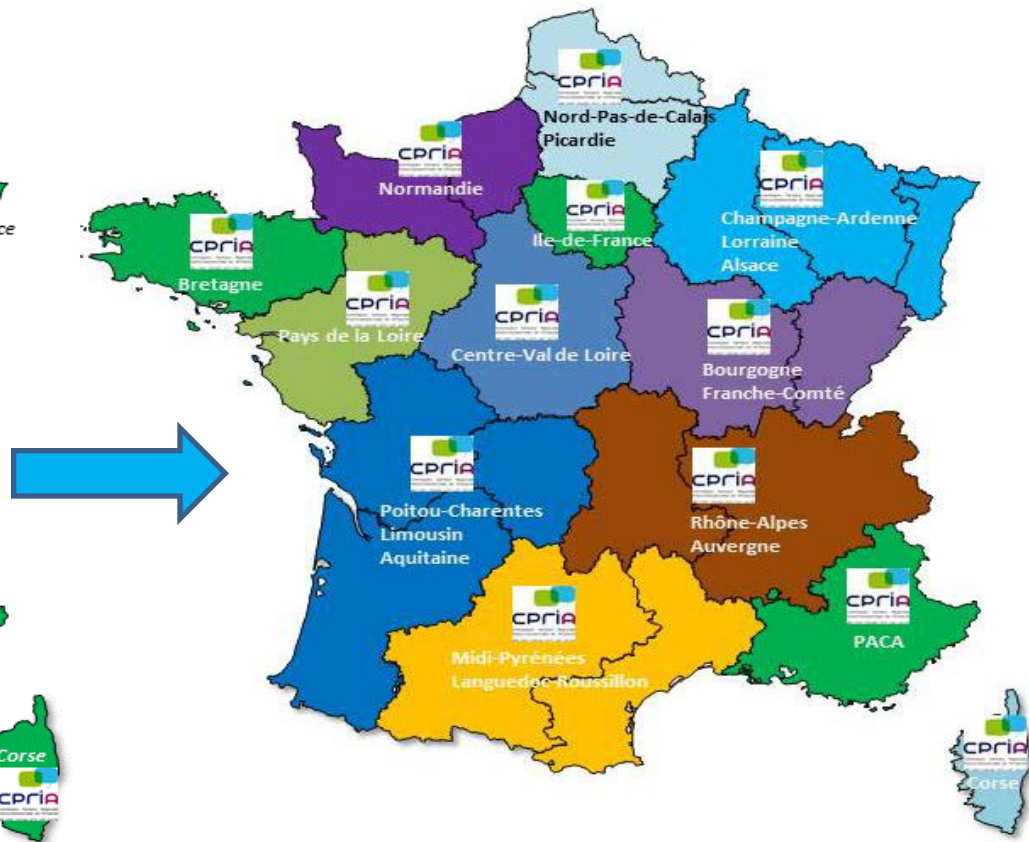 CPRIA
Nord-Pas-de-Calais
Picardie
CPRIA
Normandie
CPRIA
Ile-de-France
CPRIA
Champagne-Ardenne
Lorraine
Alsace
ce
CPRIA
Bretagne
CPRIA
Pays de la Loire
CPRIA
Centre-Val de Loire
CPRIA
Bourgogne
Franche-Comté
CPRIA
Poitou-Charentes
Limousin
Aquitaine
CPRIA
Rhône-Alpes
Auvergne
CPRIA
PACA
CPRIA
Midi-Pyrénées
Languedoc-Roussillon
Corse
CPRIA
CPRIA
Corse